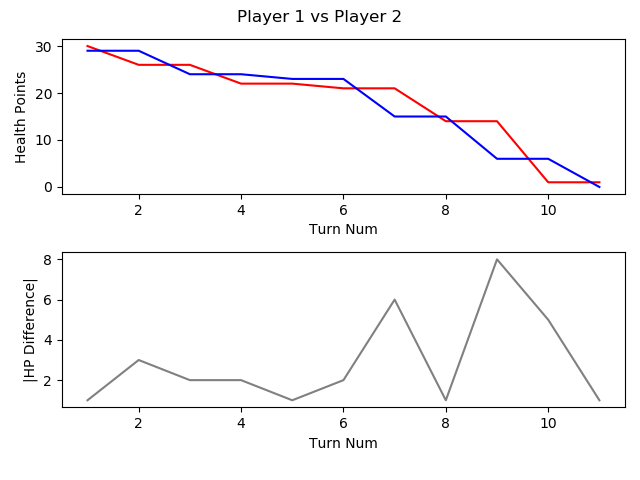 Player 1 vs Player 2
Health Points
30
20
10
0
2 4 6 8 10
Turn Num
|HP Difference|
8
6
4
2
2 4 6 8 10
Turn Num